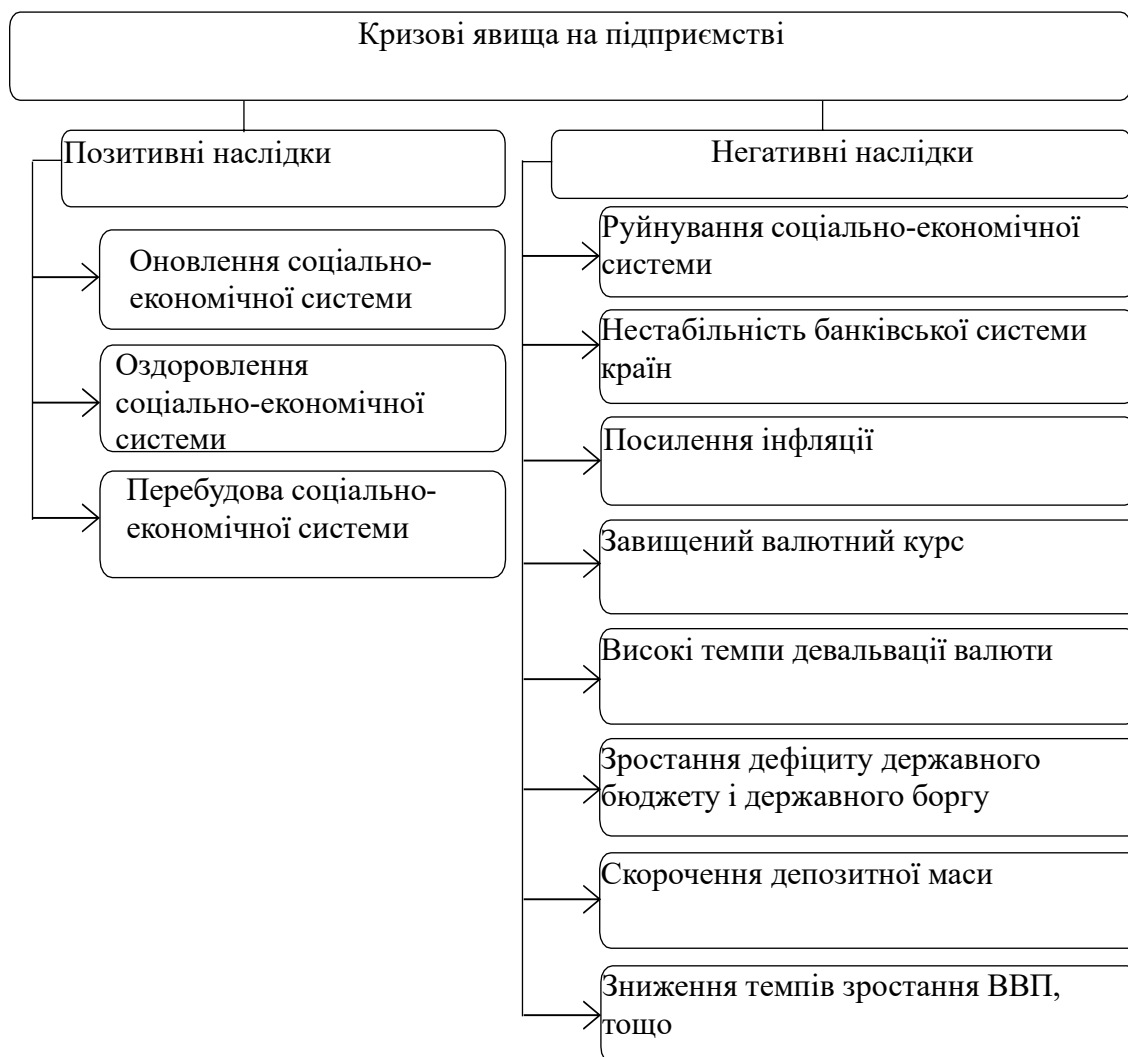 Кризові явища на підприємстві
Позитивні наслідки
Оновлення соціально-
економічної системи
Оздоровлення
соціально-економічної
системи
Перебудова соціально-
економічної системи
Негативні наслідки
Руйнування соціально-економічної
системи
Нестабільність банківської системи
країн
Посилення інфляції
Завищений валютний курс
Високі темпи девальвації валюти
Зростання дефіциту державного
бюджету і державного боргу
Скорочення депозитної маси
Зниження темпів зростання ВВП,
тощо